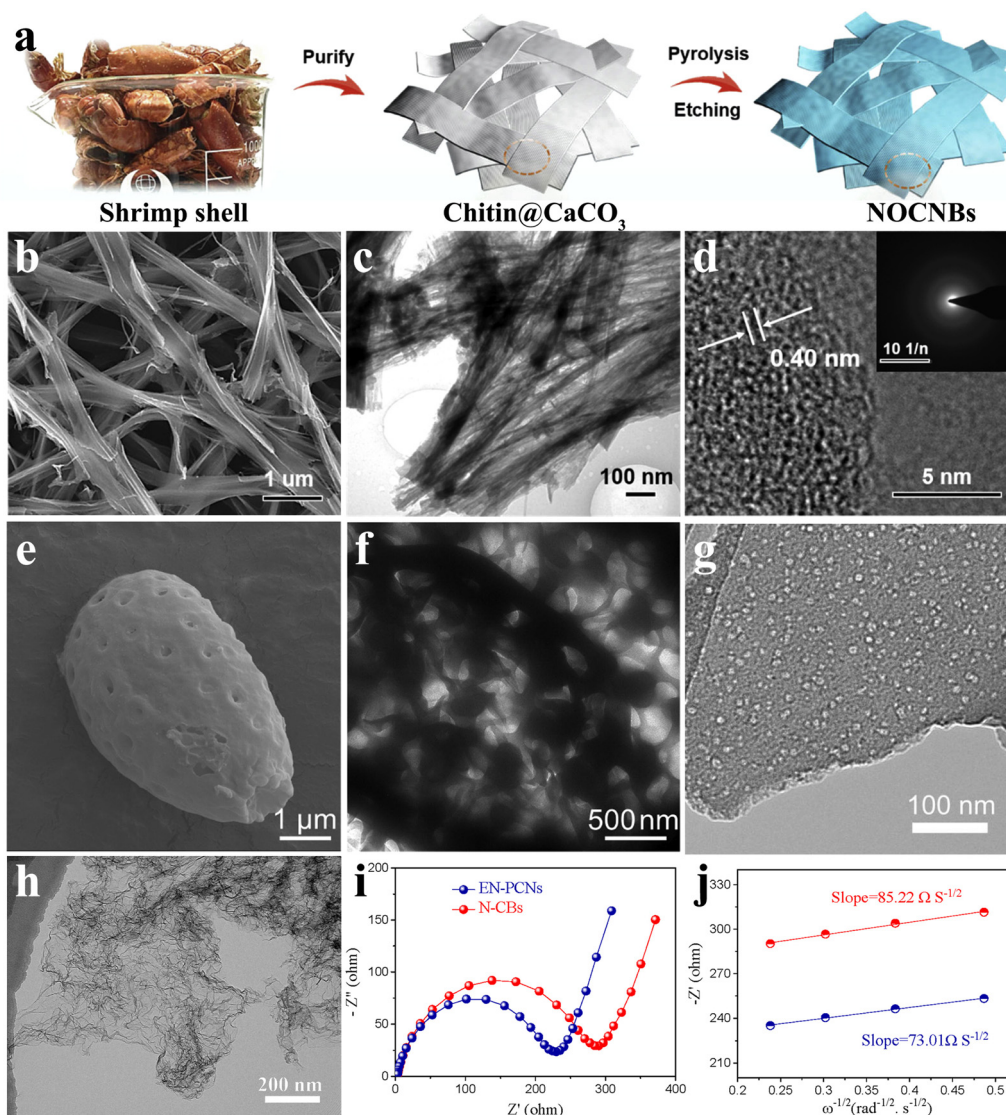 a
Purify
Pyrolysis
Etching
Shrimp shell
Chitin@CaCO₃
NOCNBs
b
1 um
c
100 nm
d
0.40 nm
10 1/n
5 nm
e
1 μm
f
500 nm
g
100 nm
h
200 nm
i
EN-PCNs
N-CBs
- Z'' (ohm)
200
150
100
50
0
0 100 200 300 400
Z' (ohm)
j
Slope=85.22 Ω S⁻¹/²
Slope=73.01Ω S⁻¹/²
-Z' (ohm)
330
300
270
240
210
0.2 0.25 0.3 0.35 0.4 0.45 0.5
ω⁻¹/²(rad⁻¹/². s⁻¹/²)